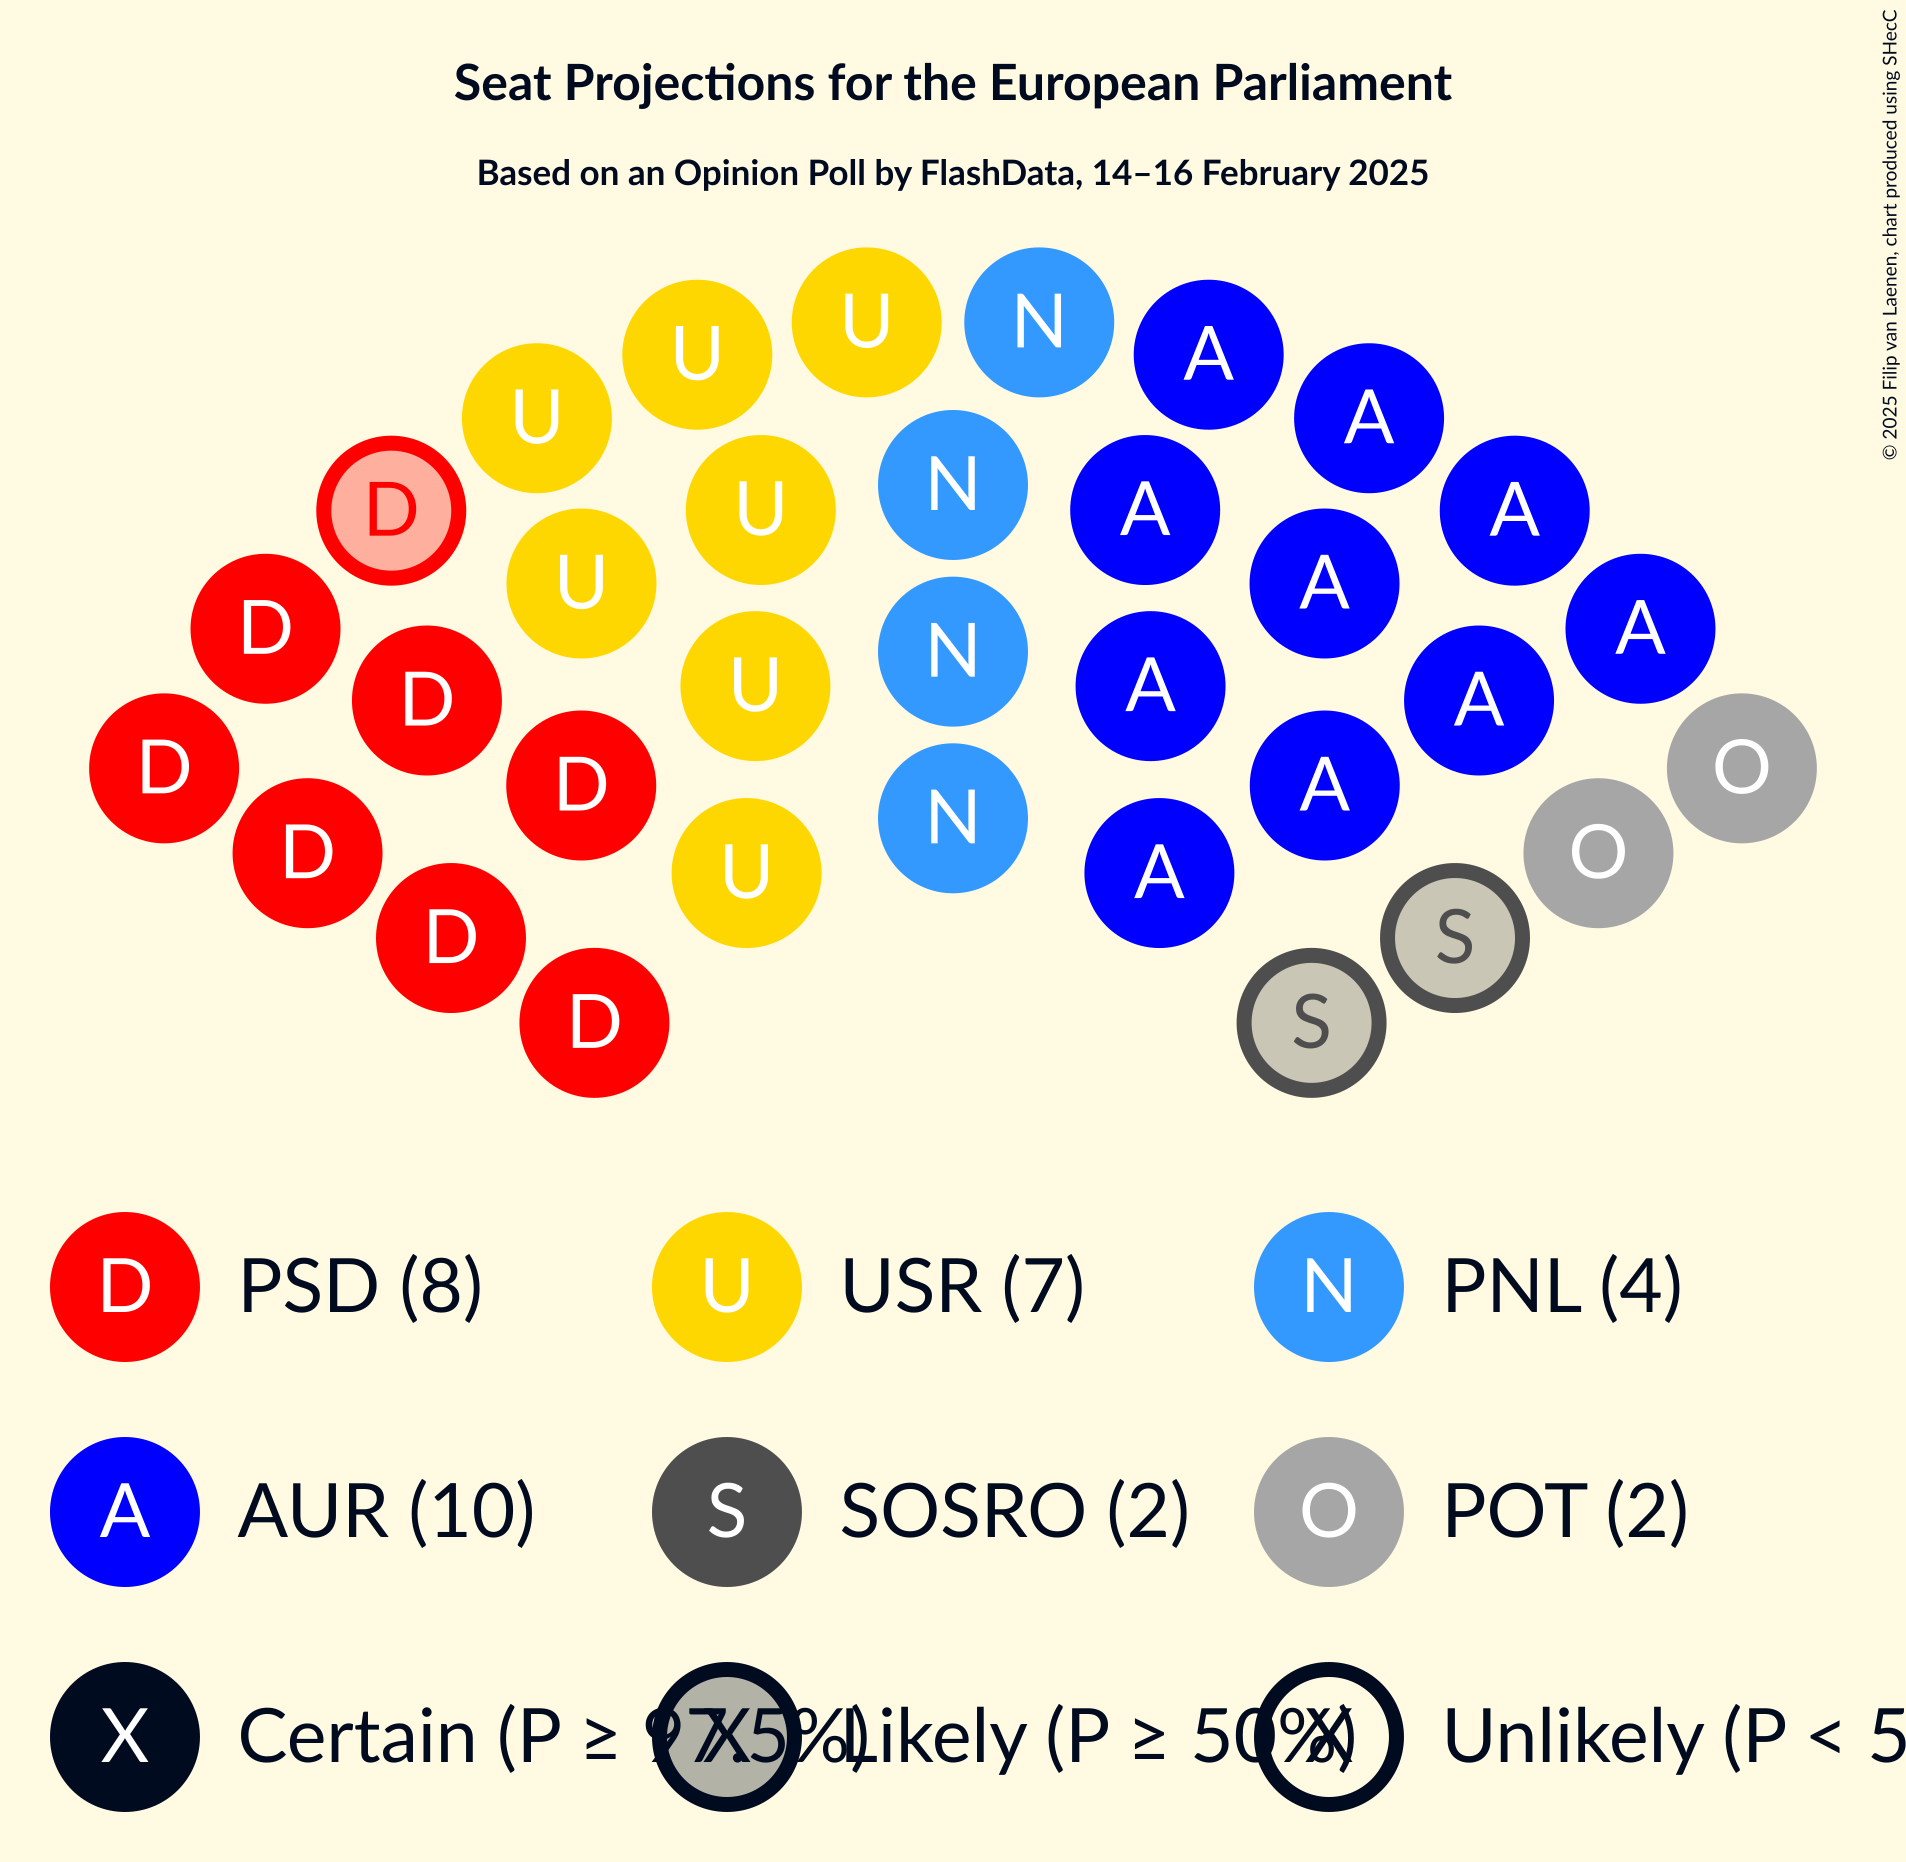 Seat Projections for the European Parliament
Based on an Opinion Poll by FlashData, 14–16 February 2025
© 2025 Filip van Laenen, chart produced using SHecC
U N
U A
U A
N
D U A A
U A
D A
N
D U A A
D A
D O
N
D U A O
D S
D S
D PSD (8) U USR (7) N PNL (4)
A AUR (10) S SOSRO (2) O POT (2)
X Certain (P ≥ 97.5%) X Likely (P ≥ 50%) X Unlikely (P < 5